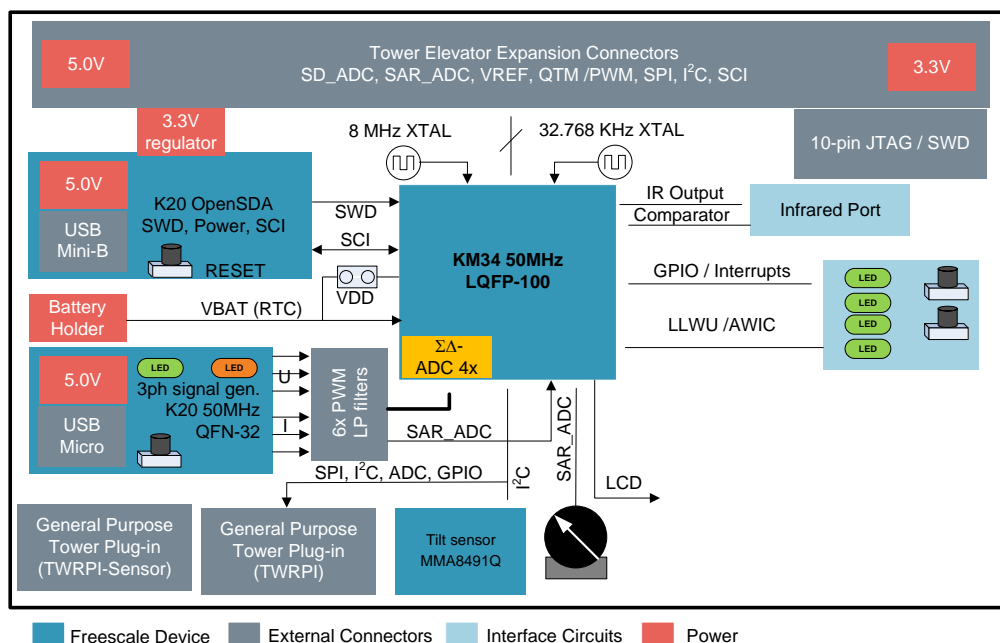 Tower Elevator Expansion Connectors
SD_ADC, SAR_ADC, VREF, QTM /PWM, SPI, I²C, SCI
5.0V
3.3V
3.3V
regulator
8 MHz XTAL
32.768 KHz XTAL
10-pin JTAG / SWD
5.0V
USB
Mini-B
K20 OpenSDA
SWD, Power, SCI
RESET
SWD
SCI
VDD
KM34 50MHz
LQFP-100
ΣΔ-
ADC 4x
IR Output
Comparator
Infrared Port
GPIO / Interrupts
LLWU /AWIC
LED
LED
LED
LED
Battery
Holder
VBAT (RTC)
5.0V
USB
Micro
LED
LED
3ph signal gen.
K20 50MHz
QFN-32
U
I
6x PWM
LP filters
SAR_ADC
SPI, I²C, ADC, GPIO
I²C
SAR_ADC
LCD
General Purpose
Tower Plug-in
(TWRPI-Sensor)
General Purpose
Tower Plug-in
(TWRPI)
Tilt sensor
MMA8491Q
Freescale Device
External Connectors
Interface Circuits
Power